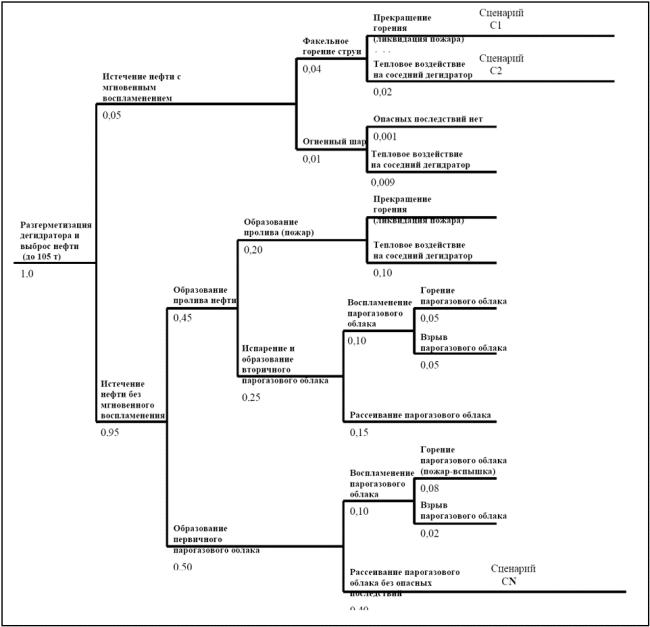 Прекращение
горения
(ликвидация пожара)
Сценарий
С1
Факельное
горение струи
0,04
Тепловое воздействие
на соседний дегидратор
0,02
Сценарий
С2
Истечение нефти с
мгновенным
воспламенением
0,05
Опасных последствий нет
0,001
Огненный шар
0,01
Тепловое воздействие
на соседний дегидратор
0,009
Прекращение
горения
(ликвидация пожара)
Образование
пролива (пожар)
0,20
Тепловое воздействие
на соседний дегидратор
0,10
Разгерметизация
дегидратора и
выброс нефти
(до 105 т)
1.0
Образование
пролива нефти
0,45
Горение
парогазового облака
0,05
Воспламенение
парогазового
облака
0,10
Взрыв
парогазового облака
0,05
Испарение и
образование
вторичного
парогазового облака
0.25
Рассеивание парогазового облака
0,15
Истечение
нефти без
мгновенного
воспламенения
0,95
Горение
парогазового облака
(пожар-вспышка)
0,08
Воспламенение
парогазового
облака
0,10
Взрыв
парогазового облака
0,02
Образование
первичного
парогазового облака
0.50
Рассеивание парогазового
облака без опасных
последствий
0,40
Сценарий
СN